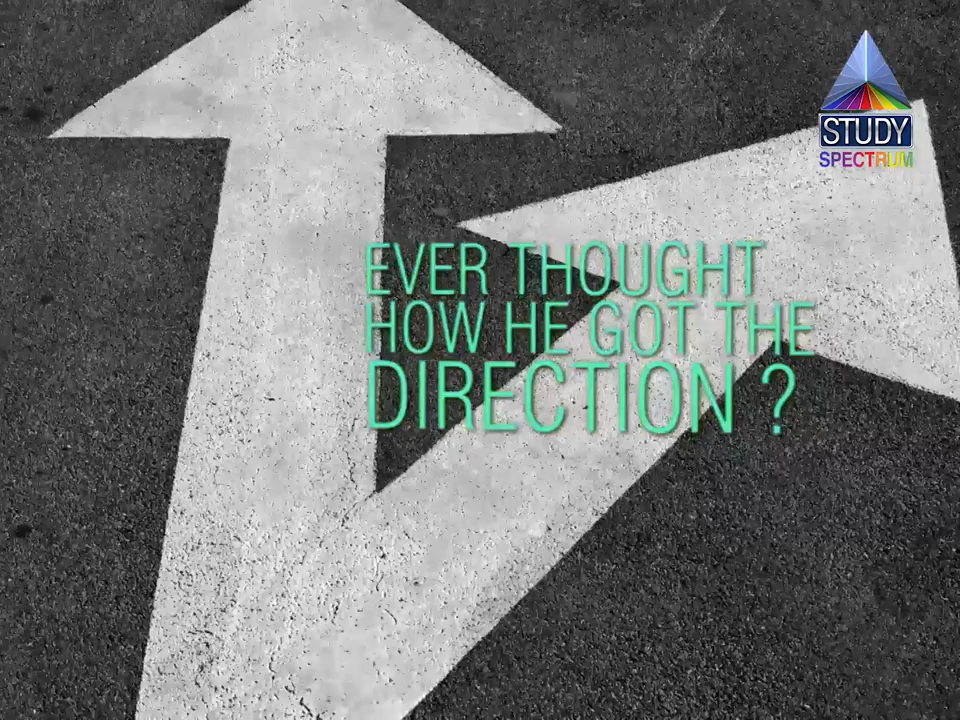 STUDY
SPECTRUM
EVER THOUGHT
HOW HE GOT THE
DIRECTION ?